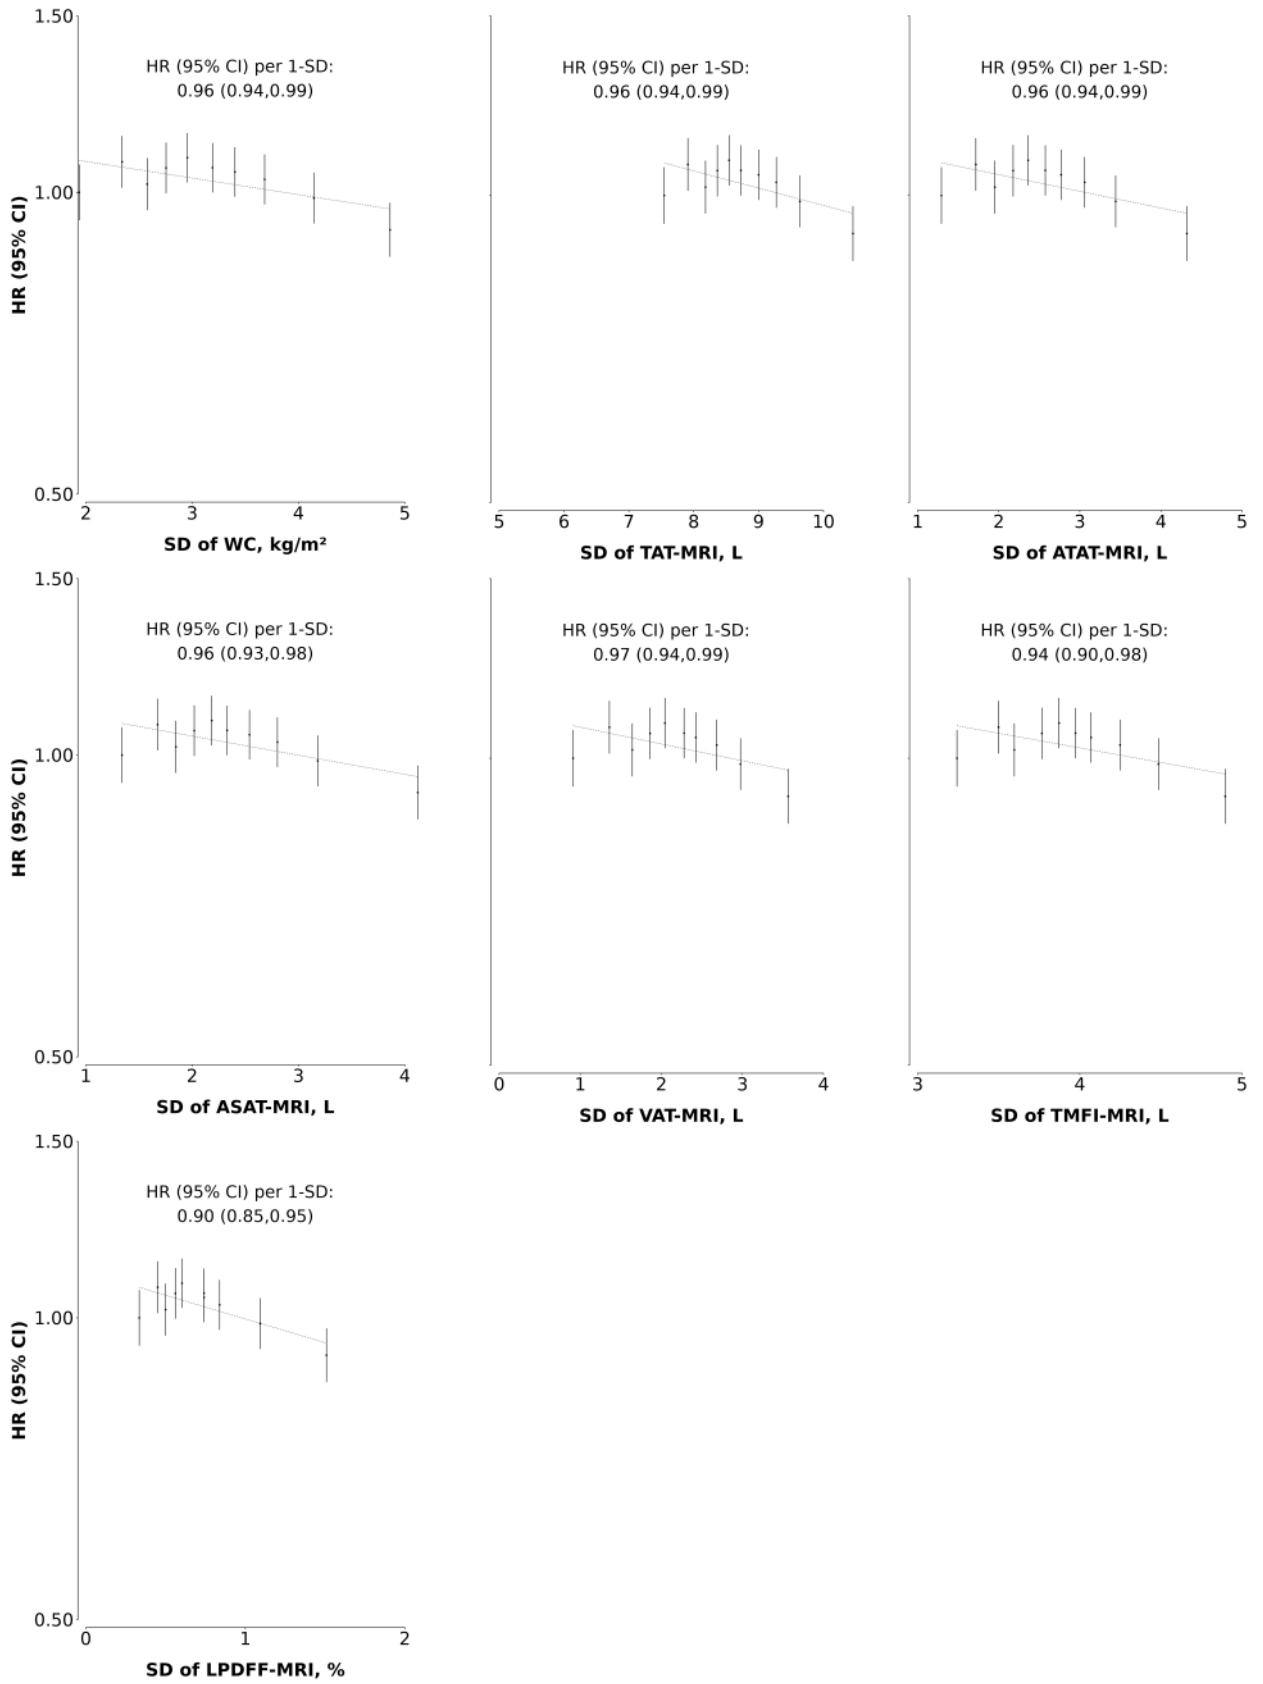 1.50
HR (95% CI) per 1-SD:
0.96 (0.94,0.99)
HR (95% CI) per 1-SD:
0.96 (0.94,0.99)
HR (95% CI) per 1-SD:
0.96 (0.94,0.99)
1.00
HR (95% CI)
0.50
2 3 4 5
5 6 7 8 9 10
1 2 3 4 5
SD of WC, kg/m²
SD of TAT-MRI, L
SD of ATAT-MRI, L
1.50
HR (95% CI) per 1-SD:
0.96 (0.93,0.98)
HR (95% CI) per 1-SD:
0.97 (0.94,0.99)
HR (95% CI) per 1-SD:
0.94 (0.90,0.98)
1.00
HR (95% CI)
0.50
1 2 3 4
0 1 2 3 4
3 4 5
SD of ASAT-MRI, L
SD of VAT-MRI, L
SD of TMFI-MRI, L
1.50
HR (95% CI) per 1-SD:
0.90 (0.85,0.95)
1.00
HR (95% CI)
0.50
0 1 2
SD of LPDFF-MRI, %